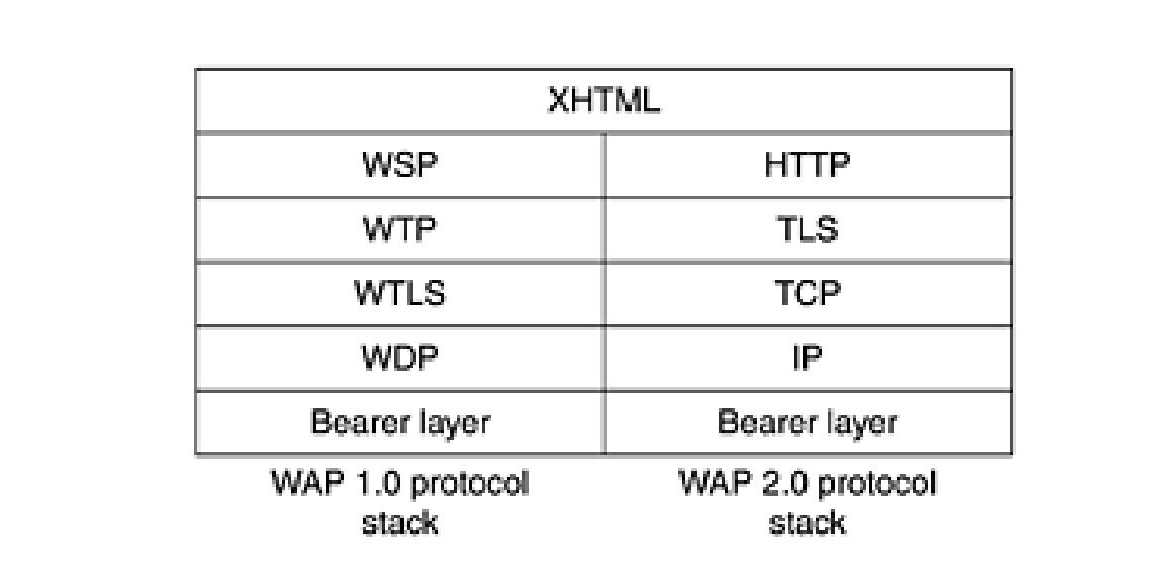 XHTML
WSP HTTP
WTP TLS
WTLS TCP
WDP IP
Bearer layer Bearer layer
WAP 1.0 protocol stack
WAP 2.0 protocol stack